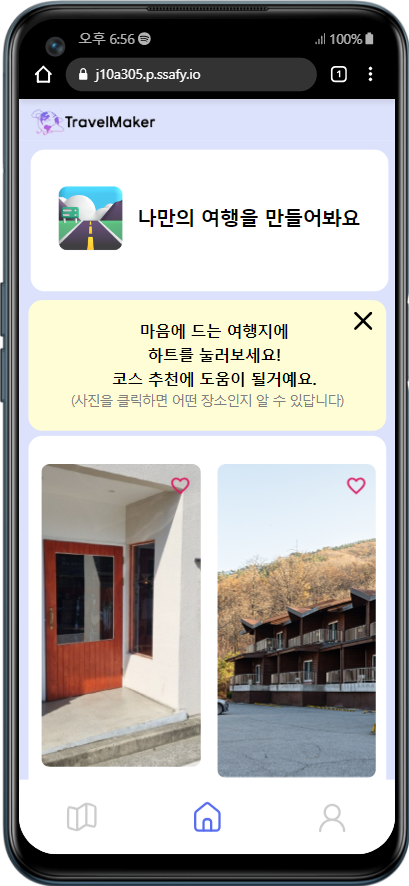 오후 6:56
100%
j10a305.p.ssafy.io
1
TravelMaker
나만의 여행을 만들어봐요
마음에 드는 여행지에
하트를 눌러보세요!
코스 추천에 도움이 될거예요.
(사진을 클릭하면 어떤 장소인지 알 수 있답니다)